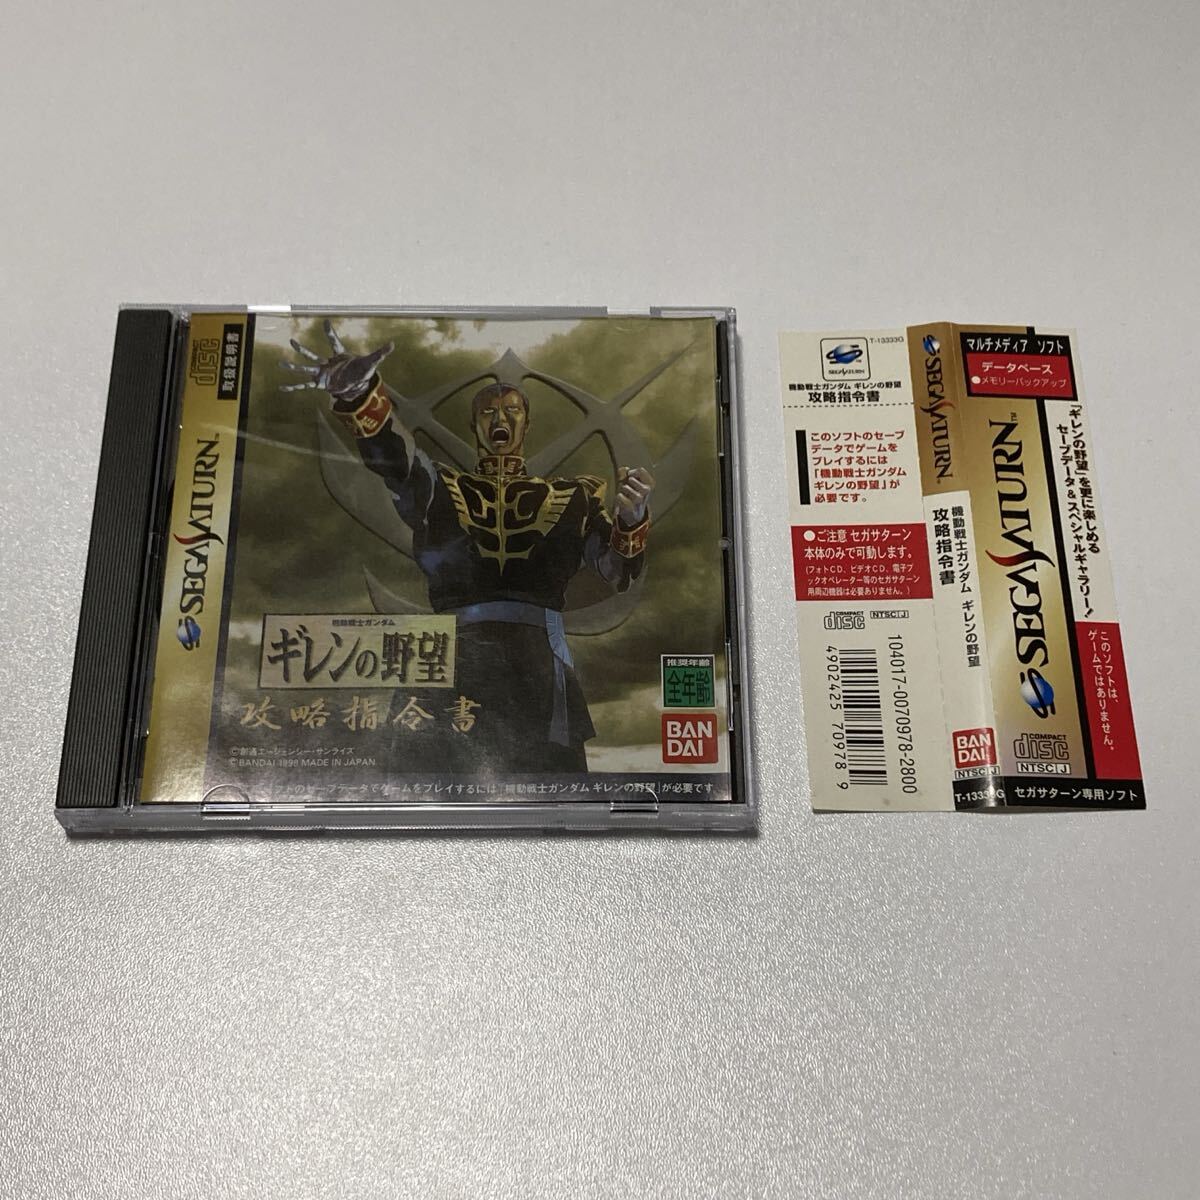 COMPACT
disc
取扱説明書
SEGA SATURN™
機動戦士ガンダム
ギレンの野望
攻略指令書
©創通エージェンシー・サンライズ
©BANDAI 1998 MADE IN JAPAN
推奨年齢
全年齢
BAN
DAI
このセーブデータでゲームをプレイするには「機動戦士ガンダム ギレンの野望」が必要です
SEGA SATURN
T-13333G
機動戦士ガンダム ギレンの野望
攻略指令書
このソフトのセーブ
データでゲームを
プレイするには
「機動戦士ガンダム
ギレンの野望」が
必要です。
●ご注意 セガサターン
本体のみで可動します。
(フォトCD、ビデオCD、電子ブ
ックオペレーター等のセガサターン
用周辺機器は必要ありません。)
COMPACT
disc
NTSC J
104017-0070978-2800
4902425 70978 9
SEGA SATURN
機動戦士ガンダム ギレンの野望
攻略指令書
BAN
DAI
NTSC J
T-13333G
マルチメディア ソフト
データベース
●メモリーバックアップ
「ギレンの野望」を更に楽しめる
セーブデータ&スペシャルギャラリー!
SEGA SATURN™
このソフトは、
ゲームではありません。
COMPACT
disc
NTSC J
セガサターン専用ソフト